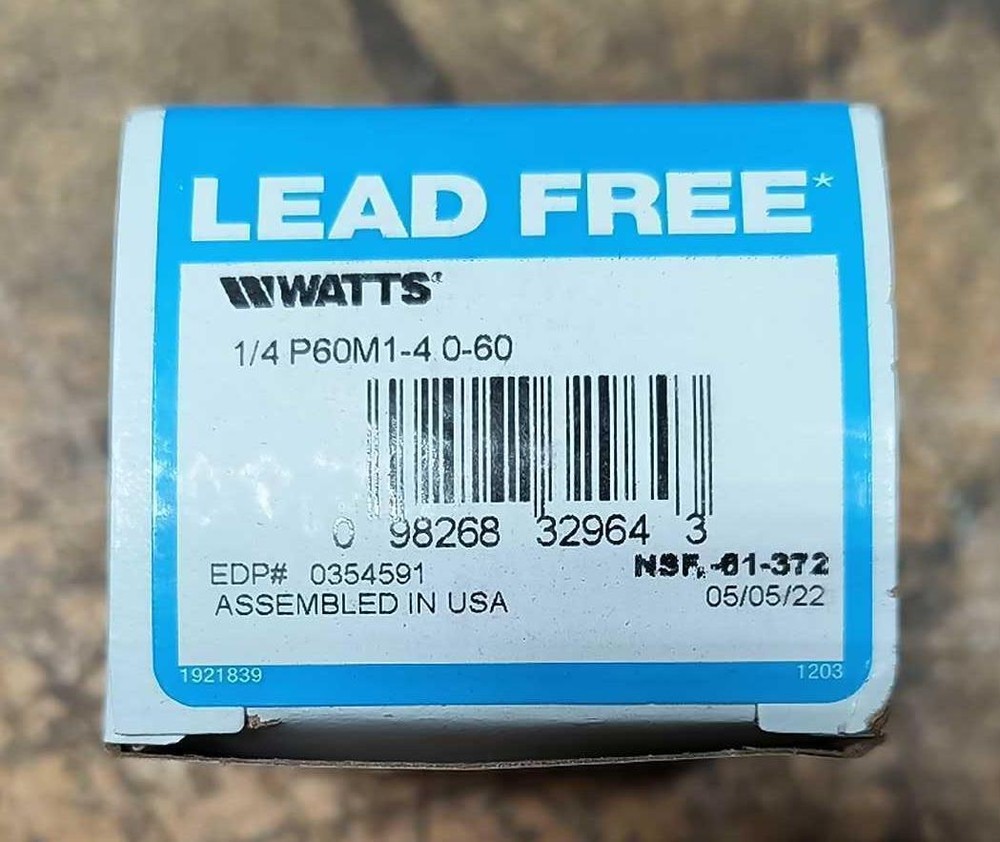 LEAD FREE*
WATTS®
1/4 P60M1-4 0-60
0 98268 32964 3
EDP# 0354591
NSF®-61-372
ASSEMBLED IN USA
05/05/22
1921839
1203